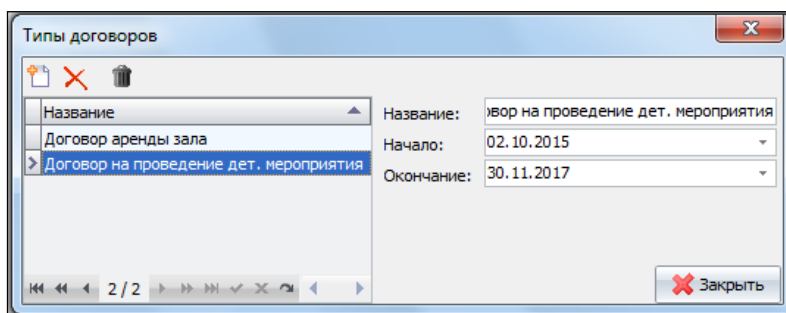 Типы договоров
Название
Договор аренды зала
Договор на проведение дет. мероприятия
2 / 2
Название: овор на проведение дет. мероприятия
Начало: 02.10.2015
Окончание: 30.11.2017
Закрыть